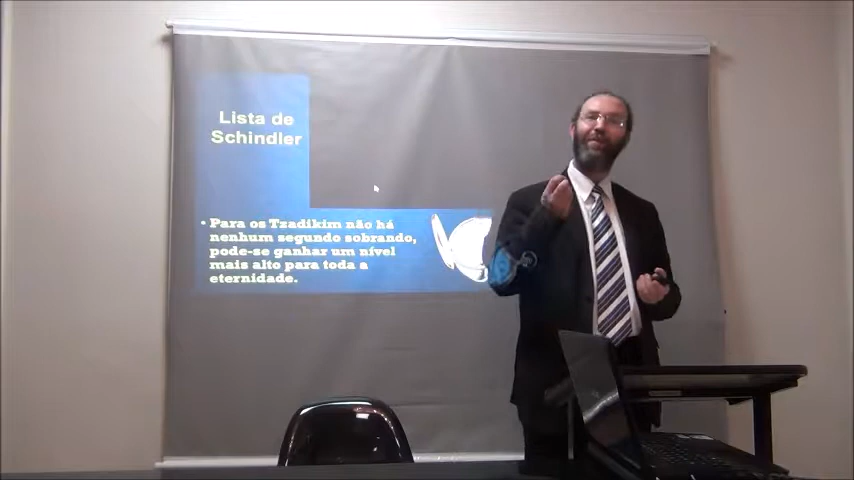 Lista de
Schindler
• Para os Tzadikim não há
nenhum segundo sobrando,
pode-se ganhar um nível
mais alto para toda a
eternidade.